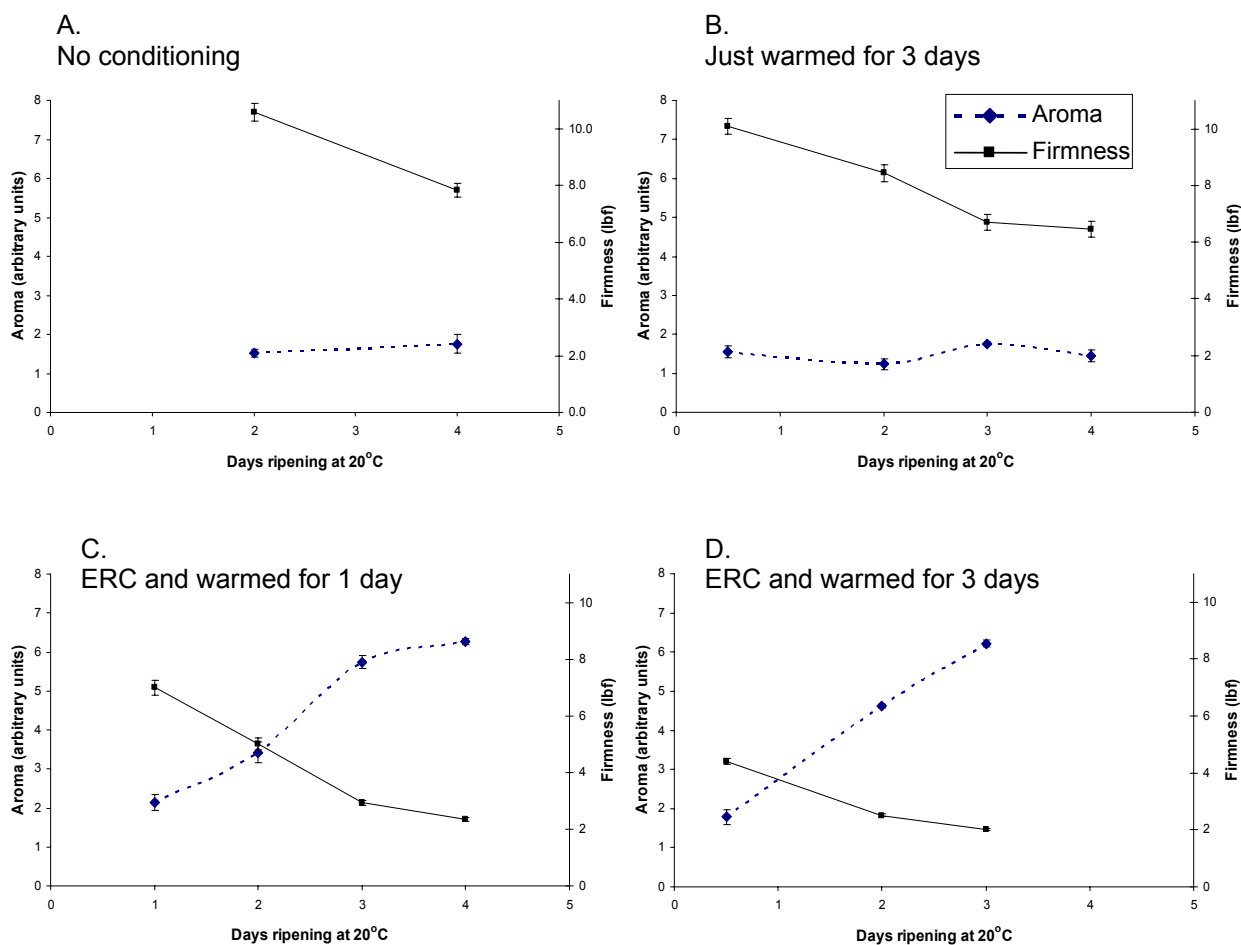 A.
No conditioning
8
7
6
5
4
3
2
1
0
Aroma (arbitrary units)
10.0
8.0
6.0
4.0
2.0
0.0
Firmness (lbf)
0 1 2 3 4 5
Days ripening at 20°C
B.
Just warmed for 3 days
Aroma
Firmness
8
7
6
5
4
3
2
1
0
Aroma (arbitrary units)
10
8
6
4
2
0
Firmness (lbf)
0 1 2 3 4 5
Days ripening at 20°C
C.
ERC and warmed for 1 day
8
7
6
5
4
3
2
1
0
Aroma (arbitrary units)
10
8
6
4
2
0
Firmness (lbf)
0 1 2 3 4 5
Days ripening at 20°C
D.
ERC and warmed for 3 days
8
7
6
5
4
3
2
1
0
Aroma (arbitrary units)
10
8
6
4
2
0
Firmness (lbf)
0 1 2 3 4 5
Days ripening at 20°C